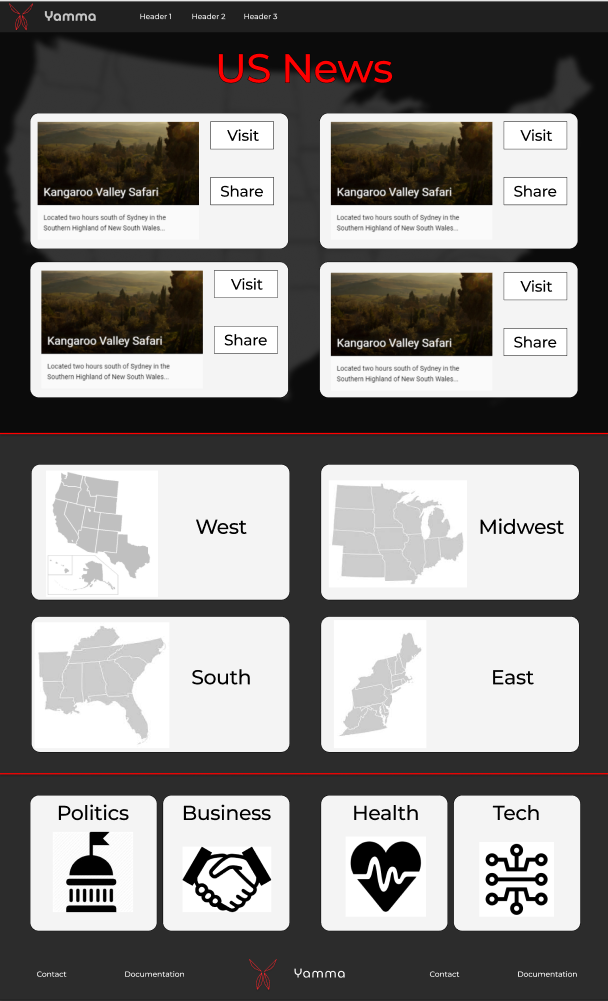 Yamma Header 1 Header 2 Header 3
US News
Visit
Share
Kangaroo Valley Safari
Located two hours south of Sydney in the
Southern Highland of New South Wales...
Visit
Share
Kangaroo Valley Safari
Located two hours south of Sydney in the
Southern Highland of New South Wales...
Visit
Share
Kangaroo Valley Safari
Located two hours south of Sydney in the
Southern Highland of New South Wales...
Visit
Share
Kangaroo Valley Safari
Located two hours south of Sydney in the
Southern Highland of New South Wales...
West
Midwest
South
East
Politics
Business
Health
Tech
Contact Documentation Yamma Contact Documentation